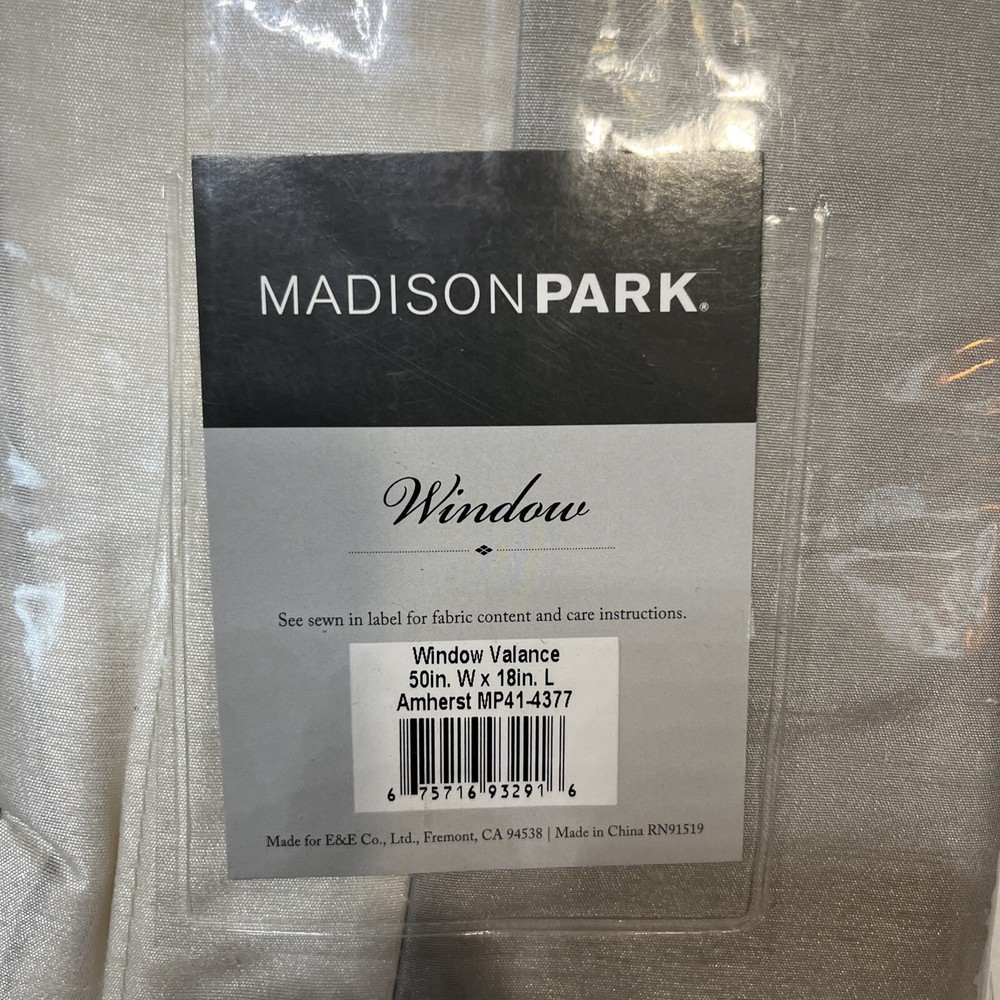 MADISONPARK®
Window
See sewn in label for fabric content and care instructions.
Window Valance
50in. W x 18in. L
Amherst MP41-4377
6 75716 93291 6
Made for E&E Co., Ltd., Fremont, CA 94538 | Made in China RN91519